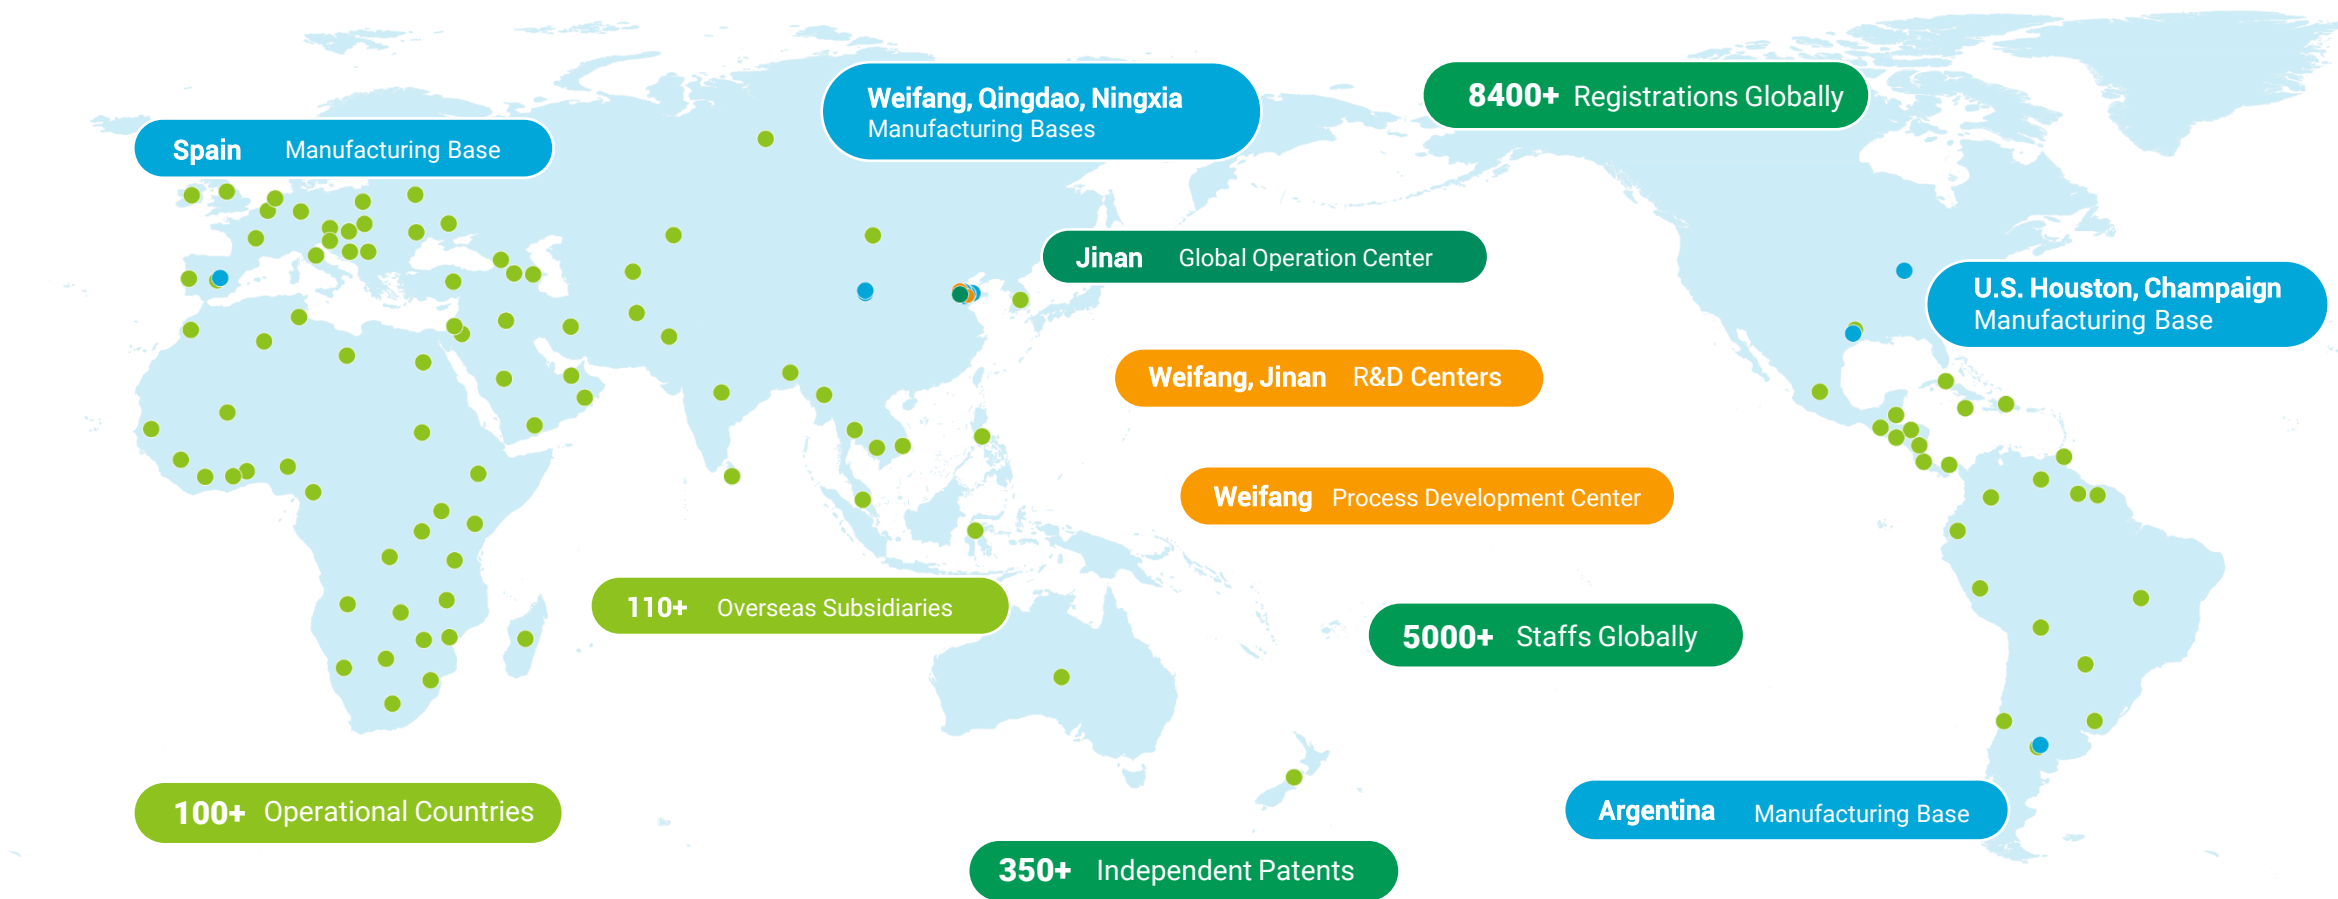 8400+ Registrations Globally
Weifang, Qingdao, Ningxia
Manufacturing Bases
Spain Manufacturing Base
Jinan Global Operation Center
U.S. Houston, Champaign
Manufacturing Base
Weifang, Jinan R&D Centers
Weifang Process Development Center
110+ Overseas Subsidiaries
5000+ Staffs Globally
100+ Operational Countries
Argentina Manufacturing Base
350+ Independent Patents